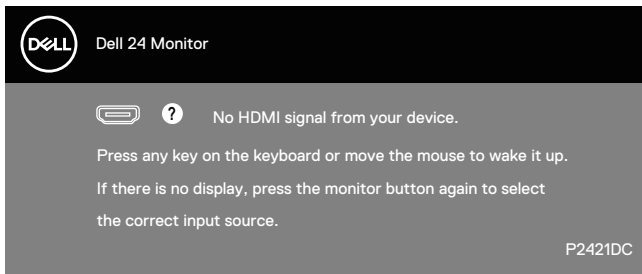 DELL
Dell 24 Monitor
? No HDMI signal from your device.
Press any key on the keyboard or move the mouse to wake it up.
If there is no display, press the monitor button again to select
the correct input source.
P2421DC